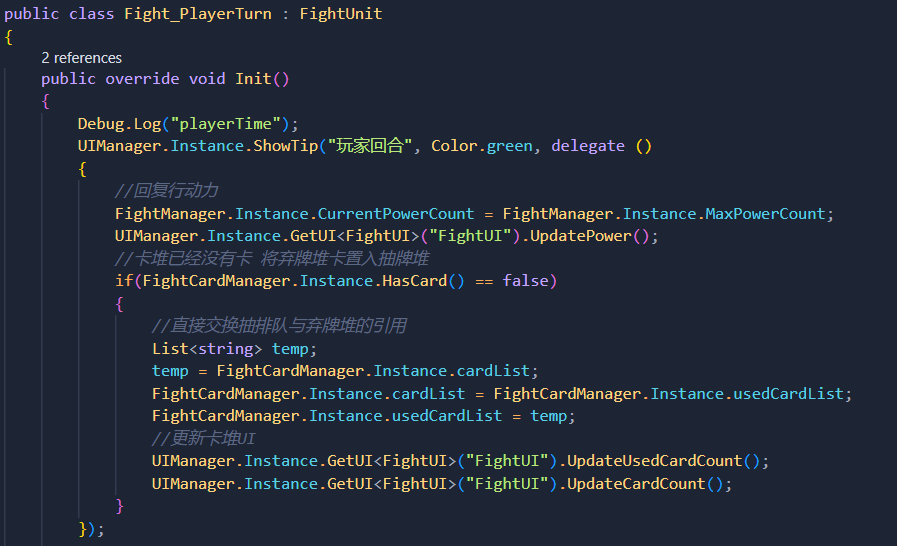 public class Fight_PlayerTurn : FightUnit
{
2 references
public override void Init()
{
Debug.Log("playerTime");
UIManager.Instance.ShowTip("玩家回合", Color.green, delegate ()
{
//回复行动力
FightManager.Instance.CurrentPowerCount = FightManager.Instance.MaxPowerCount;
UIManager.Instance.GetUI<FightUI>("FightUI").UpdatePower();
//卡堆已经没有卡 将弃牌堆卡置入抽牌堆
if(FightCardManager.Instance.HasCard() == false)
{
//直接交换抽排队与弃牌堆的引用
List<string> temp;
temp = FightCardManager.Instance.cardList;
FightCardManager.Instance.cardList = FightCardManager.Instance.usedCardList;
FightCardManager.Instance.usedCardList = temp;
//更新卡堆UI
UIManager.Instance.GetUI<FightUI>("FightUI").UpdateUsedCardCount();
UIManager.Instance.GetUI<FightUI>("FightUI").UpdateCardCount();
}
});